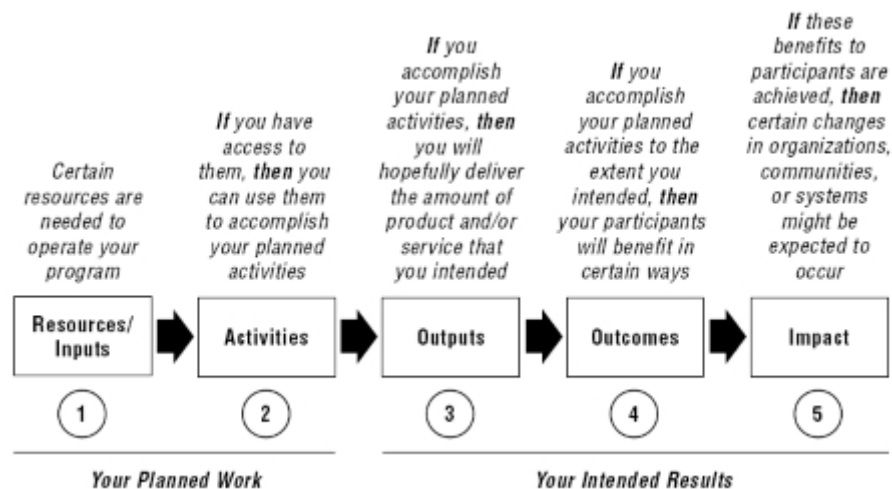 Certain
resources are
needed to
operate your
program
If you have
access to
them, then you
can use them
to accomplish
your planned
activities
If you
accomplish
your planned
activities, then
you will
hopefully deliver
the amount of
product and/or
service that
you intended
If you
accomplish
your planned
activities to the
extent you
intended, then
your participants
will benefit in
certain ways
If these
benefits to
participants are
achieved, then
certain changes
in organizations,
communities,
or systems
might be
expected to
occur
Resources/
Inputs
Activities
Outputs
Outcomes
Impact
1
2
3
4
5
Your Planned Work
Your Intended Results